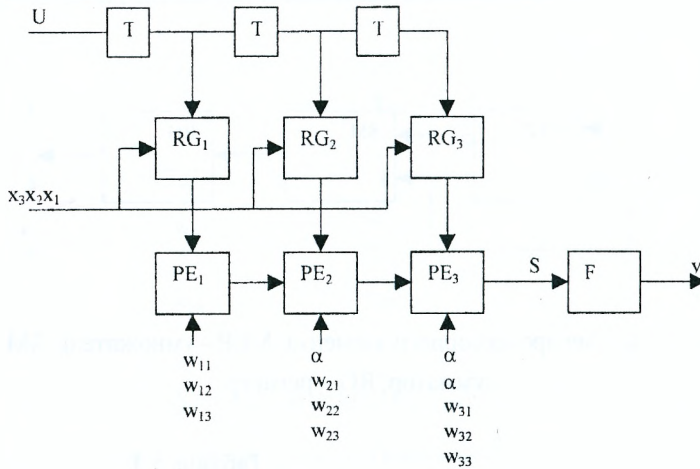 U
T T T
RG₁ RG₂ RG₃
x₃x₂x₁
PE₁ PE₂ PE₃ S F y
w₁₁ α α
w₁₂ w₂₁ α
w₁₃ w₂₂ w₃₁
w₂₃ w₃₂
w₃₃